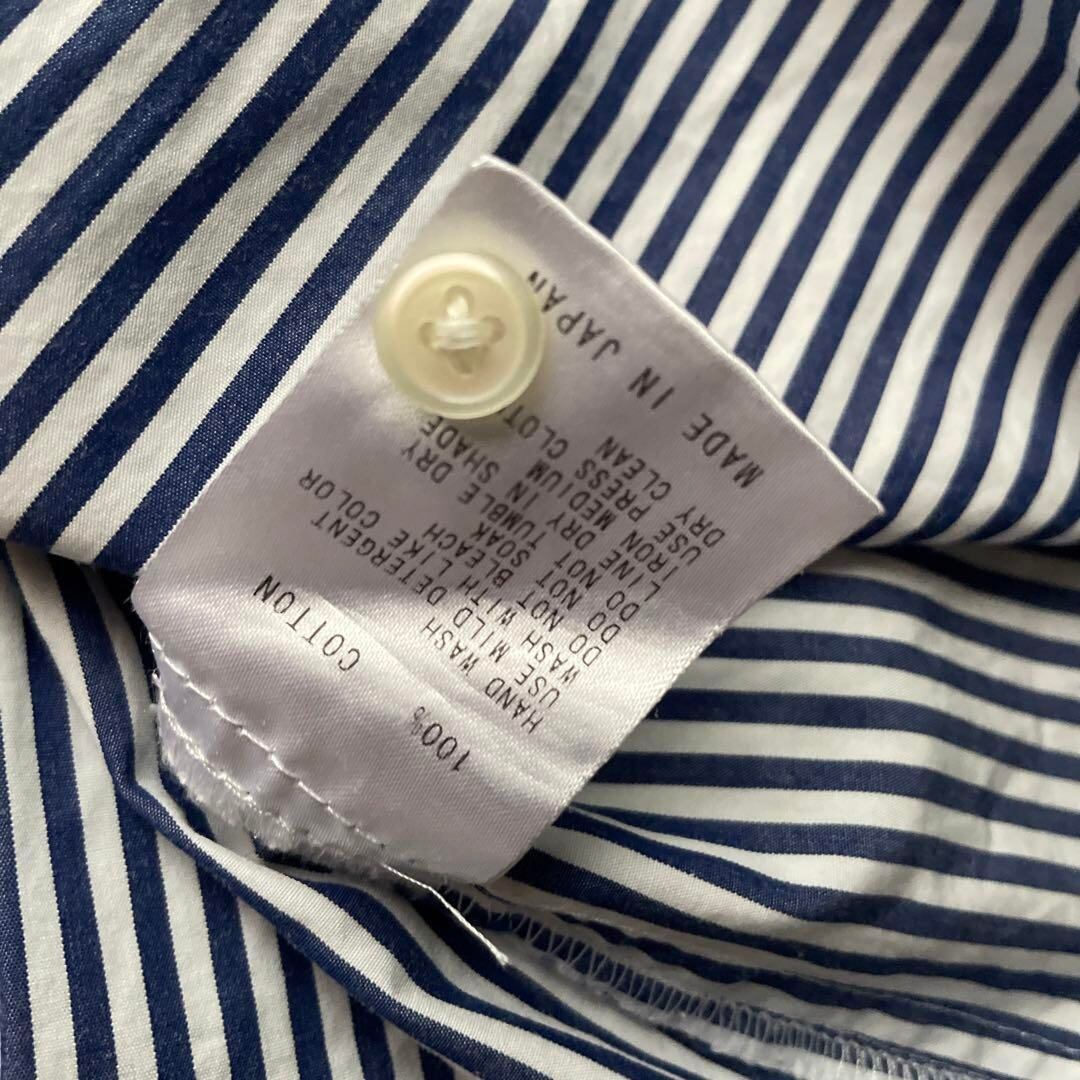 100% COTTON
HAND WASH
USE MILD DETERGENT
WASH WITH LIKE COLOR
DO NOT BLEACH
DO NOT SOAK
DO NOT TUMBLE DRY
LINE DRY IN SHADE
IRON MEDIUM
USE PRESS CLOT
DRY CLEAN
MADE IN JAPAN